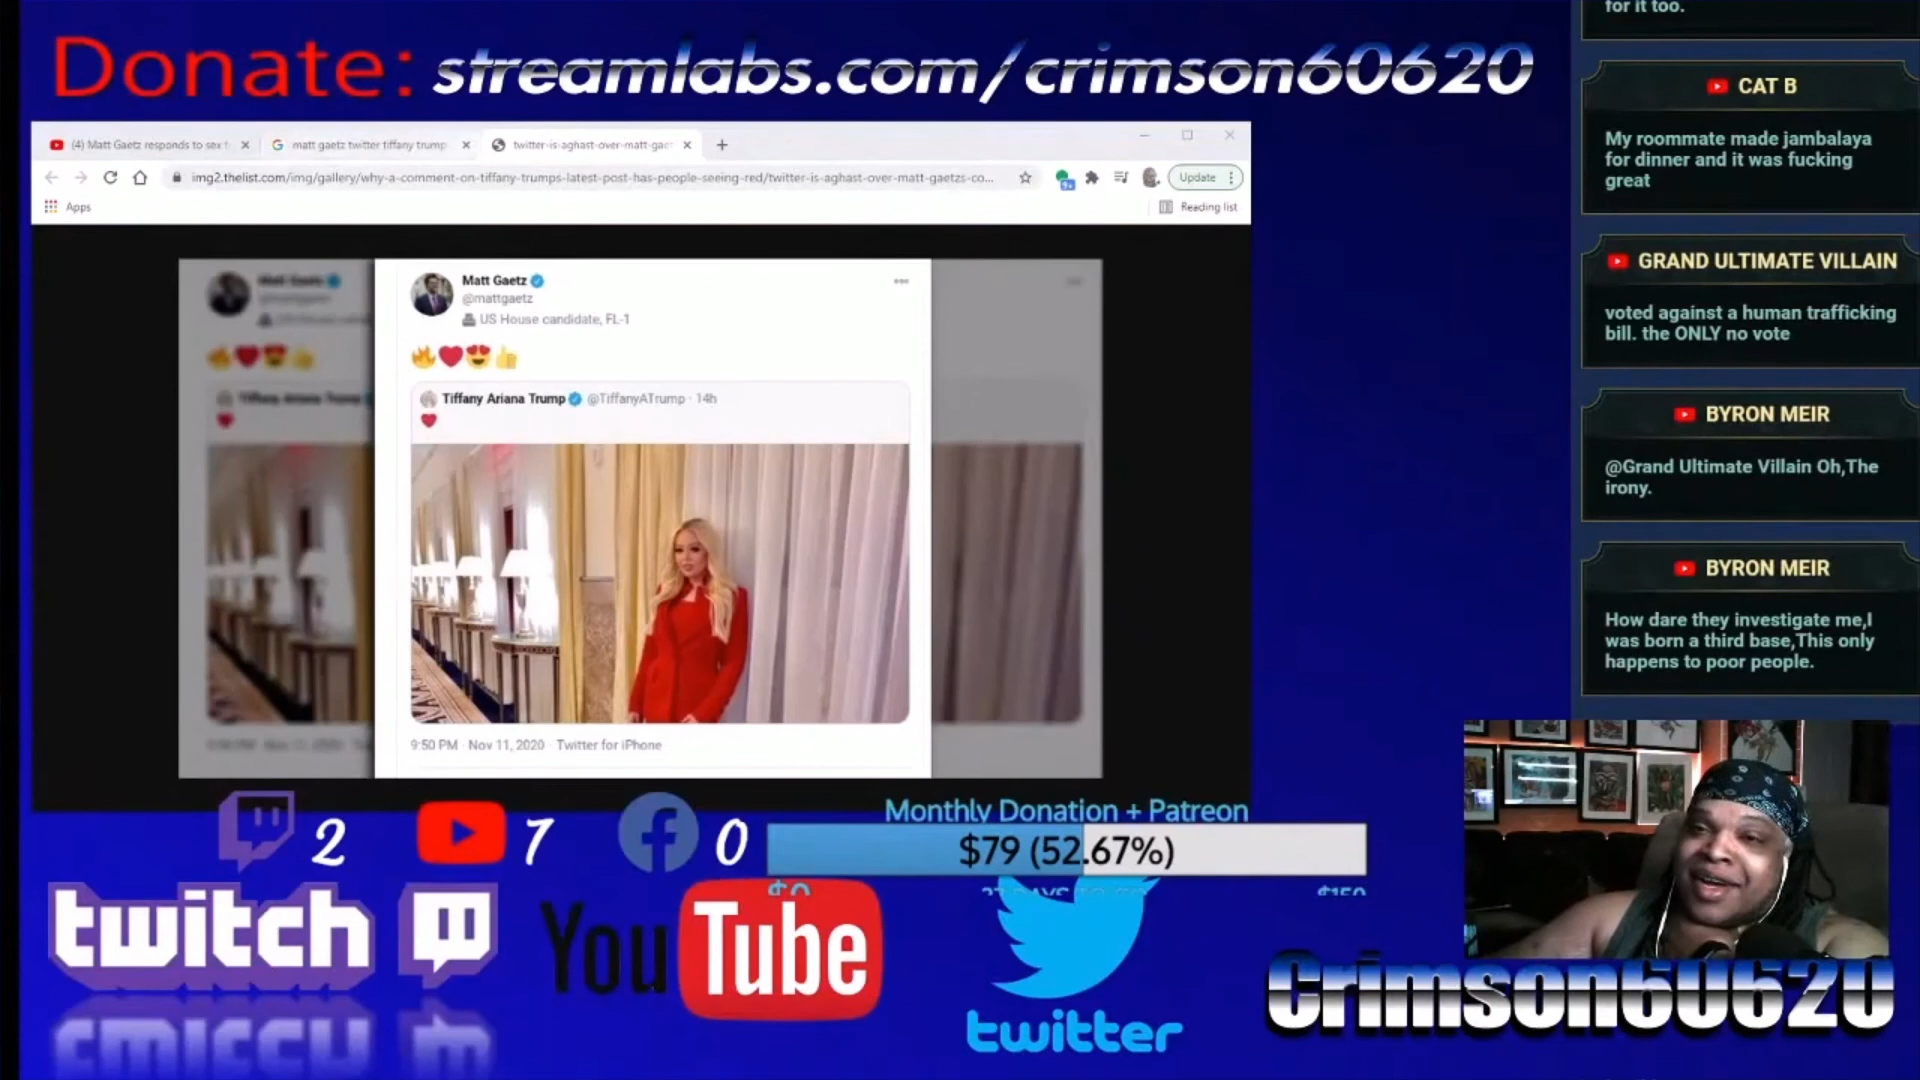 Donate: streamlabs.com/crimson60620
(4) Matt Gaetz responds to sex t
matt gaetz twitter tiffany trump
twitter-is-aghast-over-matt-gaet
img2.thelist.com/img/gallery/why-a-comment-on-tiffany-trumps-latest-post-has-people-seeing-red/twitter-is-aghast-over-matt-gaetzs-co...
Update
Apps
Reading list
Matt Gaetz
@mattgaetz
US House candidate, FL-1
Tiffany Ariana Trump @TiffanyATrump · 14h
9:50 PM · Nov 11, 2020 · Twitter for iPhone
for it too.
CAT B
My roommate made jambalaya
for dinner and it was fucking
great
GRAND ULTIMATE VILLAIN
voted against a human trafficking
bill. the ONLY no vote
BYRON MEIR
@Grand Ultimate Villain Oh,The
irony.
BYRON MEIR
How dare they investigate me,I
was born a third base,This only
happens to poor people.
2
7
0
Monthly Donation + Patreon
$79 (52.67%)
$0
$150
twitch
YouTube
twitter
Crimson60620